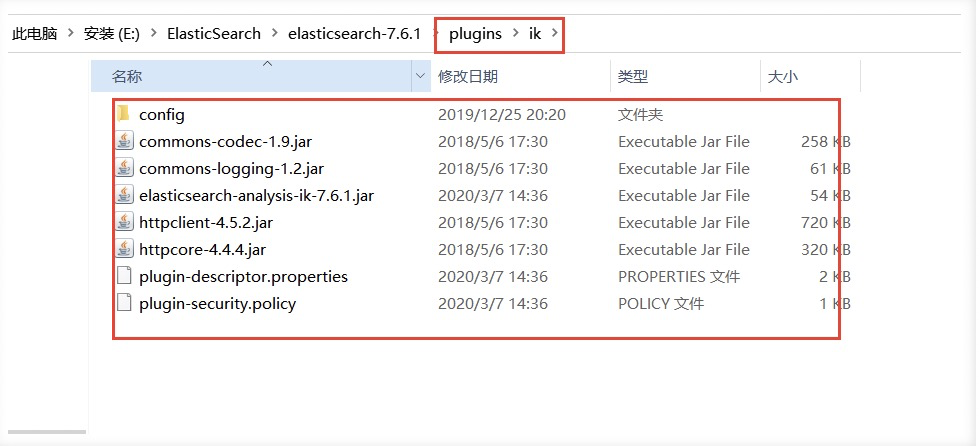 此电脑 > 安装 (E:) > ElasticSearch > elasticsearch-7.6.1 > plugins > ik >
名称 修改日期 类型 大小
config 2019/12/25 20:20 文件夹
commons-codec-1.9.jar 2018/5/6 17:30 Executable Jar File 258 KB
commons-logging-1.2.jar 2018/5/6 17:30 Executable Jar File 61 KB
elasticsearch-analysis-ik-7.6.1.jar 2020/3/7 14:36 Executable Jar File 54 KB
httpclient-4.5.2.jar 2018/5/6 17:30 Executable Jar File 720 KB
httpcore-4.4.4.jar 2018/5/6 17:30 Executable Jar File 320 KB
plugin-descriptor.properties 2020/3/7 14:36 PROPERTIES 文件 2 KB
plugin-security.policy 2020/3/7 14:36 POLICY 文件 1 KB